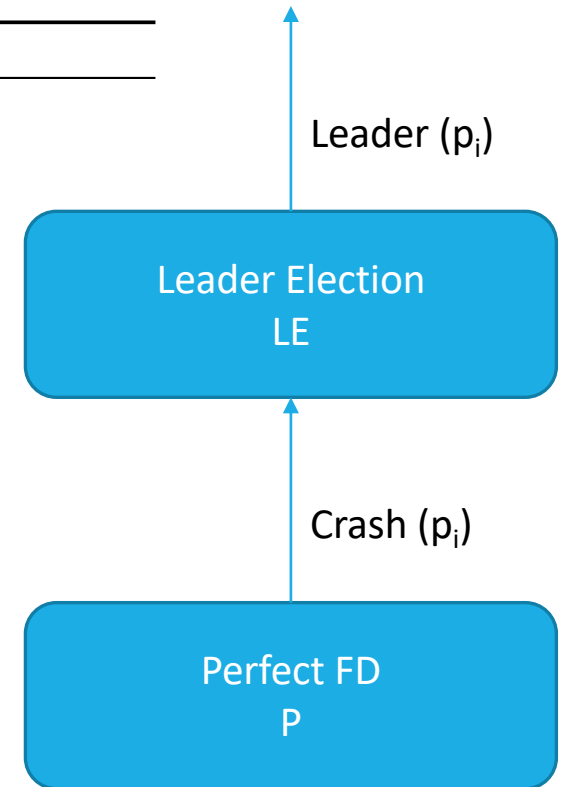 Leader (pᵢ)
Leader Election
LE
Crash (pᵢ)
Perfect FD
P